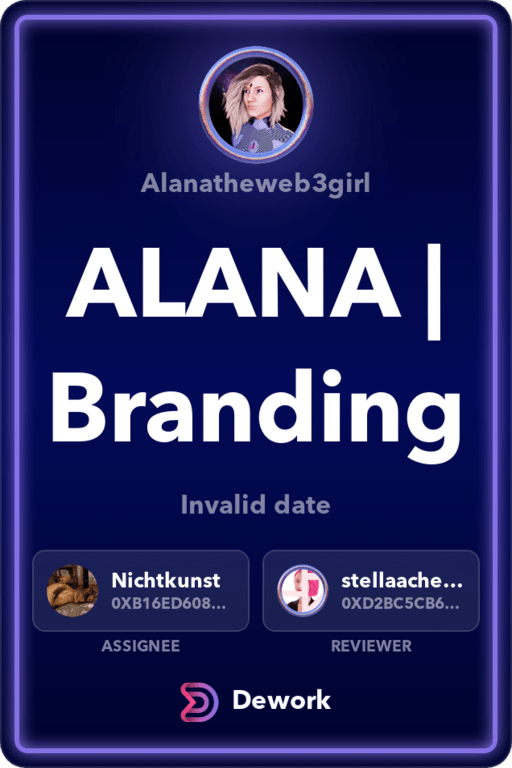 Alanatheweb3girl
ALANA |
Branding
Invalid date
Nichtkunst
0XB16ED608...
ASSIGNEE
stellaache...
0XD2BC5CB6...
REVIEWER
Dework